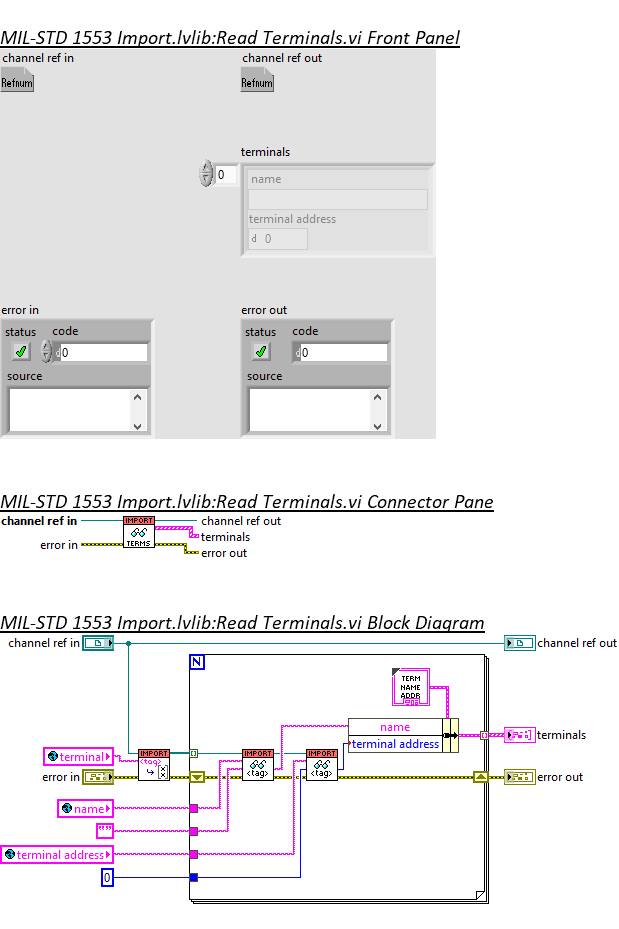 MIL-STD 1553 Import.lvlib:Read Terminals.vi Front Panel
channel ref in
channel ref out
Refnum
Refnum
terminals
0
name
terminal address
d 0
error in
error out
status code
status code
d 0
d 0
source
source
MIL-STD 1553 Import.lvlib:Read Terminals.vi Connector Pane
channel ref in
IMPORT
channel ref out
terminals
error in
TERMS
error out
MIL-STD 1553 Import.lvlib:Read Terminals.vi Block Diagram
channel ref in
channel ref out
N
TERM
NAME
ADDR
name
terminals
terminal address
terminal
IMPORT
<tag>
IMPORT
<tag>
IMPORT
<tag>
error in
error out
name
""
terminal address
0